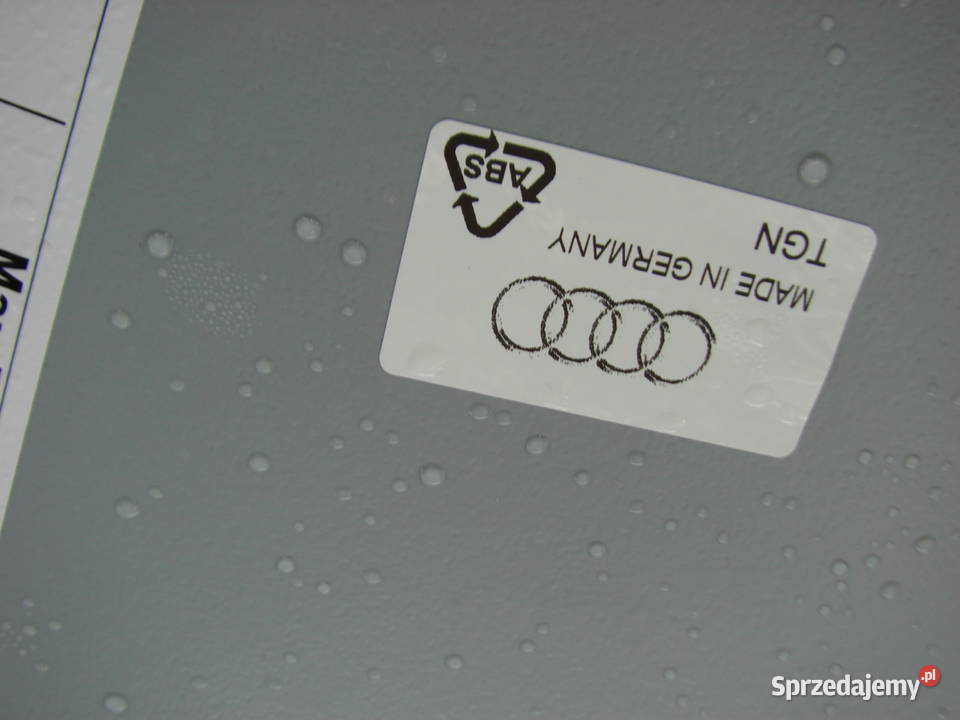 MADE IN GERMANY
TGN
ABS
Sprzedajemy.pl